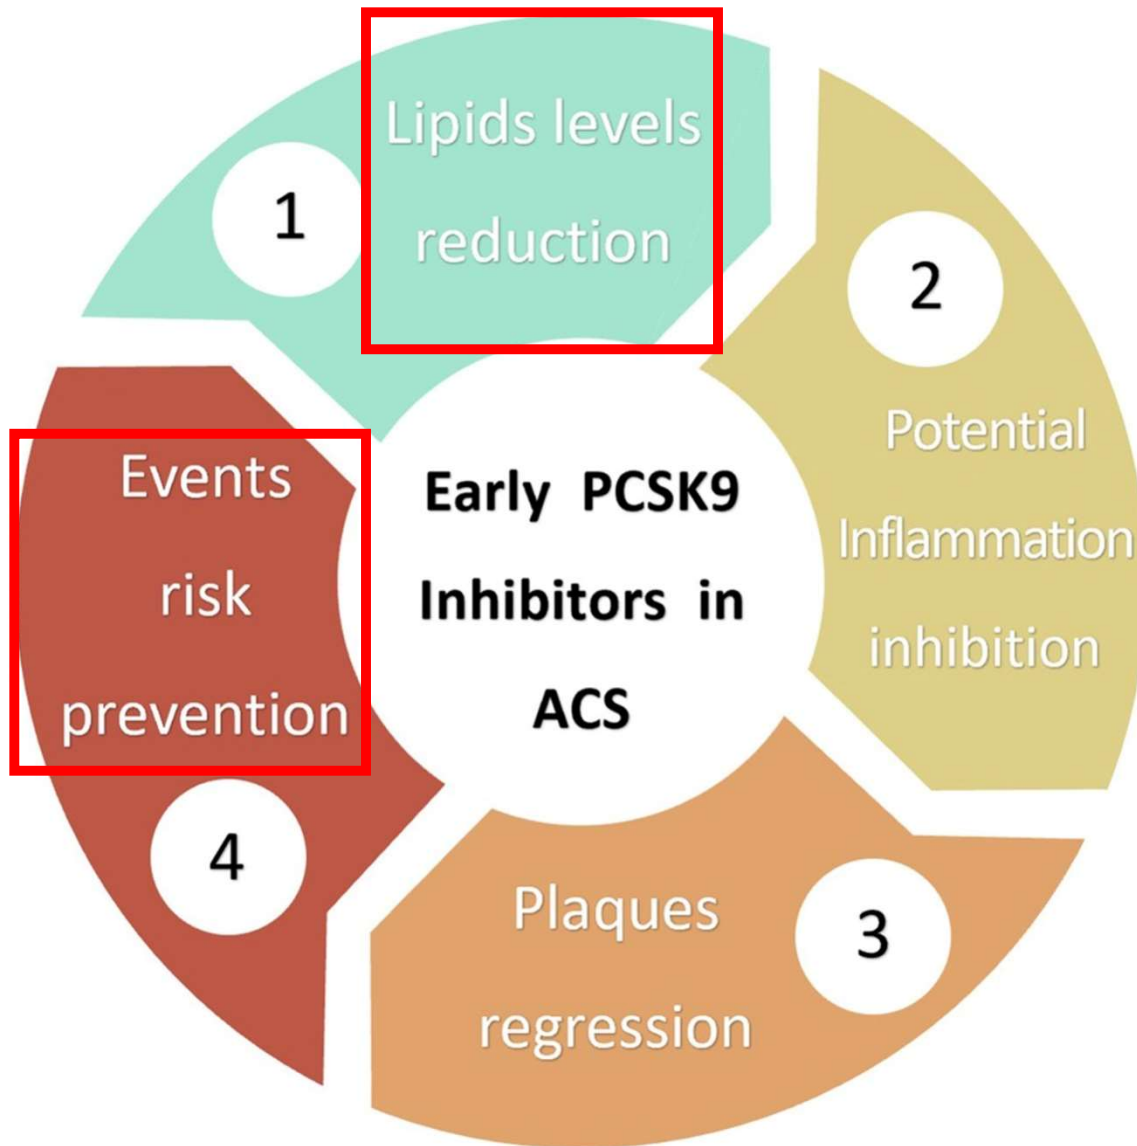 1
Lipids levels
reduction
2
Potential
Inflammation
inhibition
3
Plaques
regression
4
Events
risk
prevention
Early PCSK9
Inhibitors in
ACS